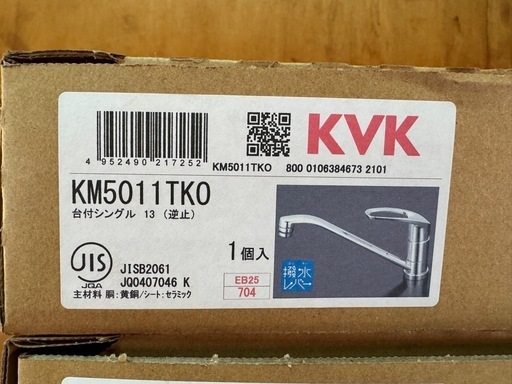 4 952490 217252
KM5011TKO
800 0106384673 2101
KVK
KM5011TKO
台付シングル 13 (逆止)
1個入
JIS
JQA
JISB2061
JQ0407046 K
主材料 胴:黄銅/シート:セラミック
EB25
704
撥水
レバー